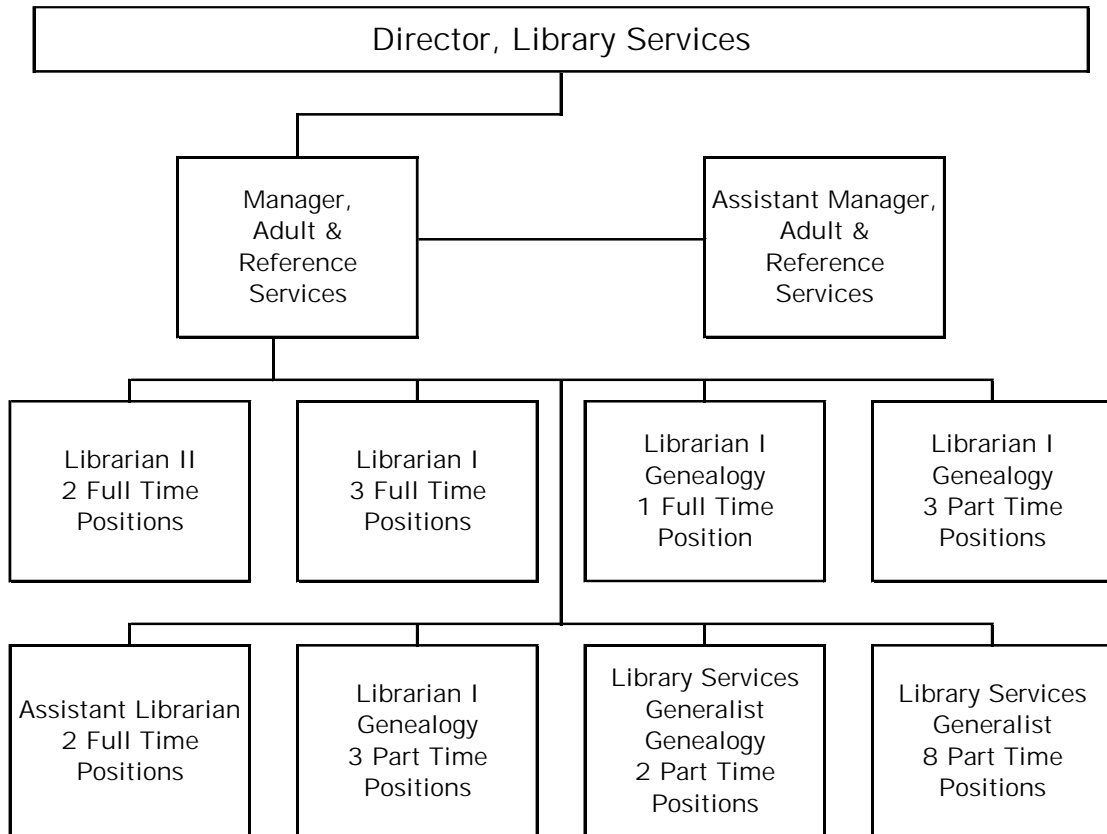 Director, Library Services
Manager,
Adult &
Reference
Services
Assistant Manager,
Adult &
Reference
Services
Librarian II
2 Full Time
Positions
Librarian I
3 Full Time
Positions
Librarian I
Genealogy
1 Full Time
Position
Librarian I
Genealogy
3 Part Time
Positions
Assistant Librarian
2 Full Time
Positions
Librarian I
Genealogy
3 Part Time
Positions
Library Services
Generalist
Genealogy
2 Part Time
Positions
Library Services
Generalist
8 Part Time
Positions